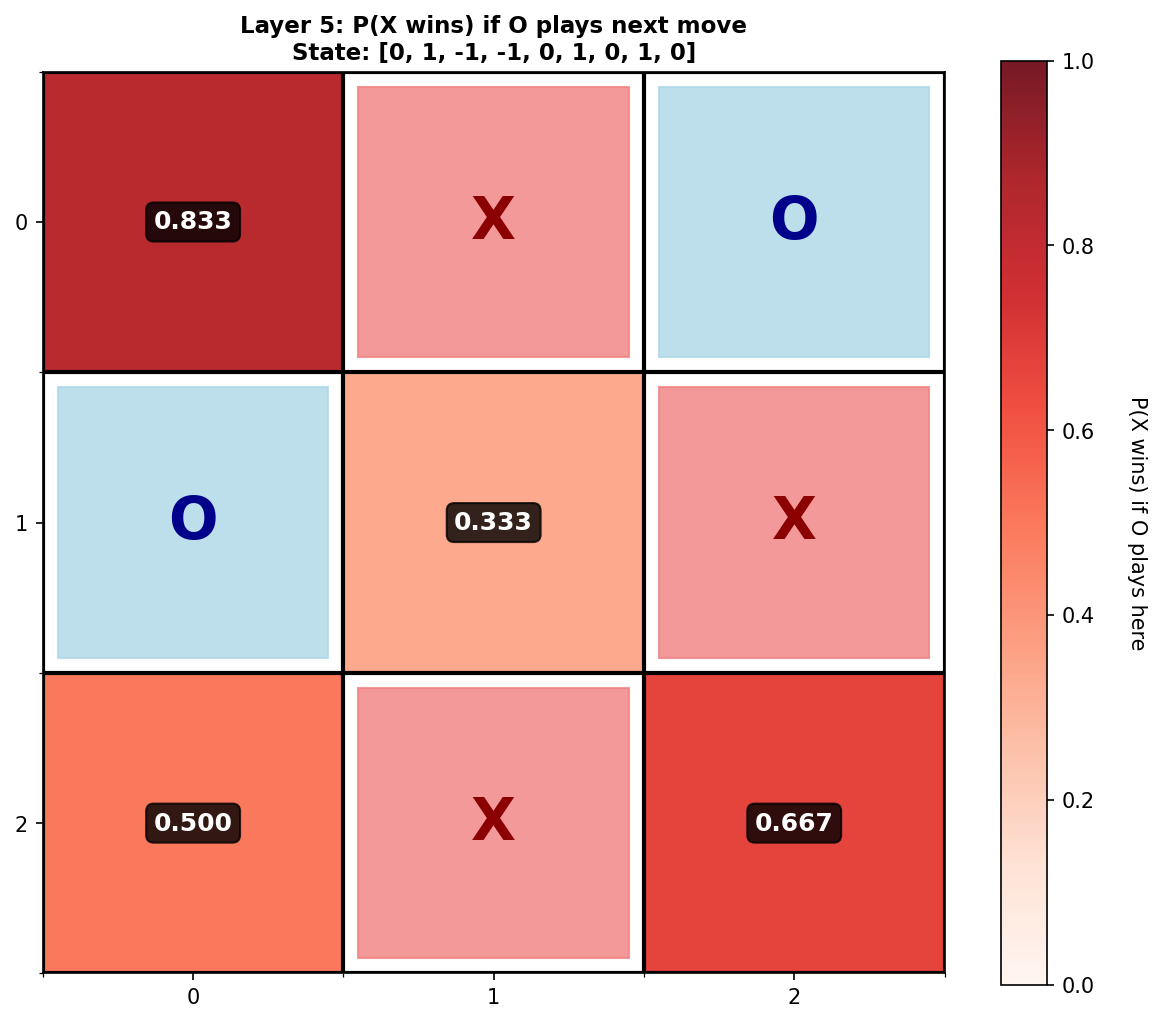 Layer 5: P(X wins) if O plays next move
State: [0, 1, -1, -1, 0, 1, 0, 1, 0]
0
0.833
X
O
1
O
0.333
X
2
0.500
X
0.667
0
1
2
1.0
0.8
0.6
0.4
0.2
0.0
P(X wins) if O plays here